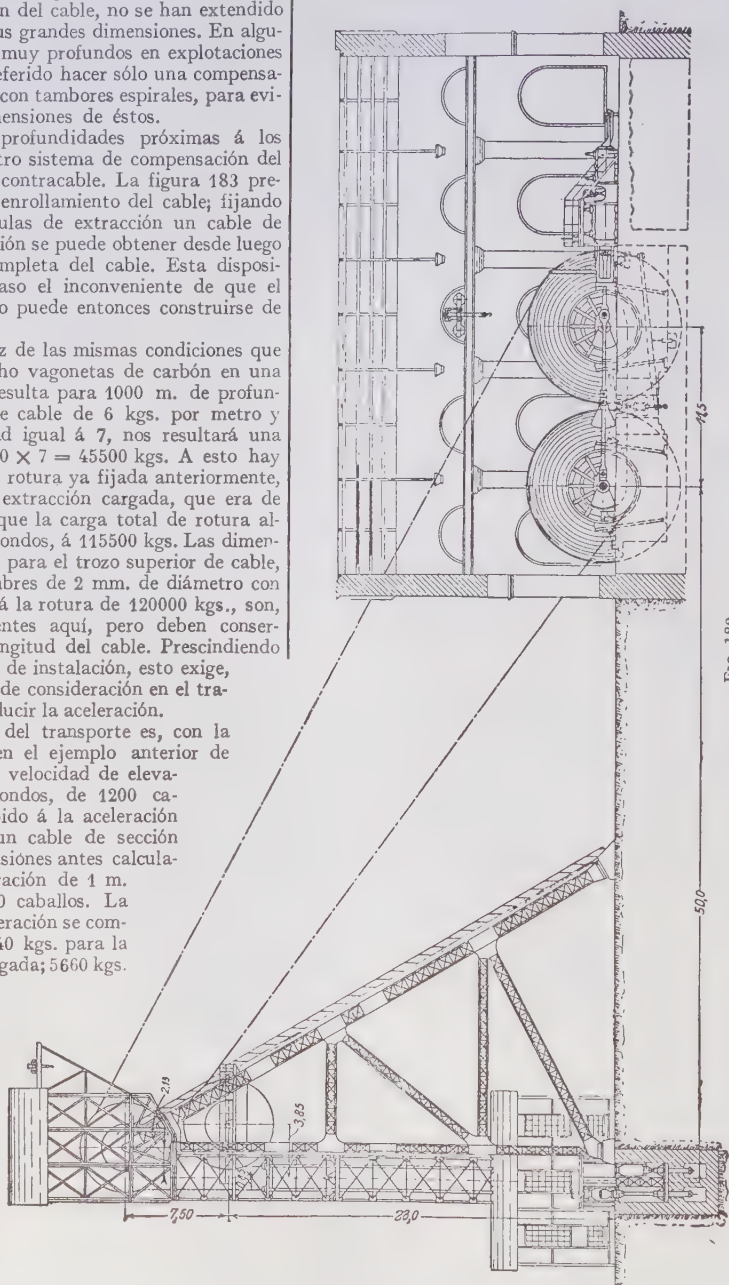 n del cable, no se han extendido
us grandes dimensiones. En algu-
muy profundos en explotaciones
eferido hacer sólo una compensa-
con tambores espirales, para evi-
nensiones de éstos.
profundidades próximas á los
tro sistema de compensación del
contracable. La figura 183 pre-
enrollamiento del cable; fijando
ulas de extracción un cable de
ción se puede obtener desde luego
mpleta del cable. Esta disposi-
aso el inconveniente de que el
o puede entonces construirse de
z de las mismas condiciones que
ho vagonetas de carbón en una
esulta para 1000 m. de profun-
e cable de 6 kgs. por metro y
ad igual á 7, nos resultará una
0 × 7 = 45500 kgs. A esto hay
rotura ya fijada anteriormente,
extracción cargada, que era de
que la carga total de rotura al-
ondos, á 115500 kgs. Las dimen-
para el trozo superior de cable,
mbres de 2 mm. de diámetro con
á la rotura de 120000 kgs., son,
entes aquí, pero deben conser-
ngitud del cable. Prescindiendo
de instalación, esto exige,
de consideración en el tra-
ducir la aceleración.
del transporte es, con la
en el ejemplo anterior de
velocidad de eleva-
ondos, de 1200 ca-
bido á la aceleración
un cable de sección
siónes antes calcula-
ración de 1 m.
0 caballos. La
eración se com-
40 kgs. para la
gada; 5660 kgs.
2,19
3,85
7,50
23,0
50,0
11,5